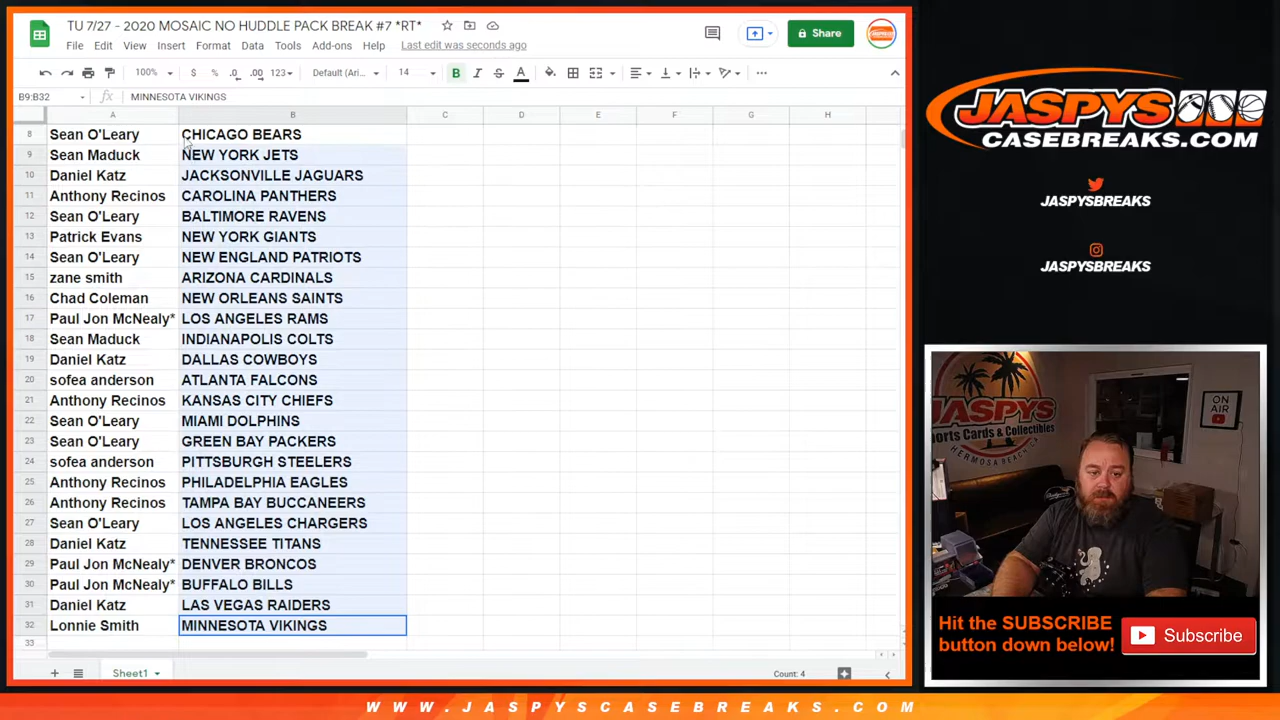 TU 7/27 - 2020 MOSAIC NO HUDDLE PACK BREAK #7 *RT*
File Edit View Insert Format Data Tools Add-ons Help Last edit was seconds ago
Share
100% $ % .0 .00 123 Default (Ari... 14 B I S A
B9:B32 fx MINNESOTA VIKINGS
A B C D E F G H
8 Sean O'Leary CHICAGO BEARS
9 Sean Maduck NEW YORK JETS
10 Daniel Katz JACKSONVILLE JAGUARS
11 Anthony Recinos CAROLINA PANTHERS
12 Sean O'Leary BALTIMORE RAVENS
13 Patrick Evans NEW YORK GIANTS
14 Sean O'Leary NEW ENGLAND PATRIOTS
15 zane smith ARIZONA CARDINALS
16 Chad Coleman NEW ORLEANS SAINTS
17 Paul Jon McNealy* LOS ANGELES RAMS
18 Sean Maduck INDIANAPOLIS COLTS
19 Daniel Katz DALLAS COWBOYS
20 sofea anderson ATLANTA FALCONS
21 Anthony Recinos KANSAS CITY CHIEFS
22 Sean O'Leary MIAMI DOLPHINS
23 Sean O'Leary GREEN BAY PACKERS
24 sofea anderson PITTSBURGH STEELERS
25 Anthony Recinos PHILADELPHIA EAGLES
26 Anthony Recinos TAMPA BAY BUCCANEERS
27 Sean O'Leary LOS ANGELES CHARGERS
28 Daniel Katz TENNESSEE TITANS
29 Paul Jon McNealy* DENVER BRONCOS
30 Paul Jon McNealy* BUFFALO BILLS
31 Daniel Katz LAS VEGAS RAIDERS
32 Lonnie Smith MINNESOTA VIKINGS
33
Sheet1
Count: 4
JASPYS
CASEBREAKS.COM
JASPYSBREAKS
JASPYSBREAKS
JASPYS
Sports Cards & Collectibles
HERMOSA BEACH, CA
ON
AIR
Hit the SUBSCRIBE
button down below!
Subscribe
WWW.JASPYSCASEBREAKS.COM